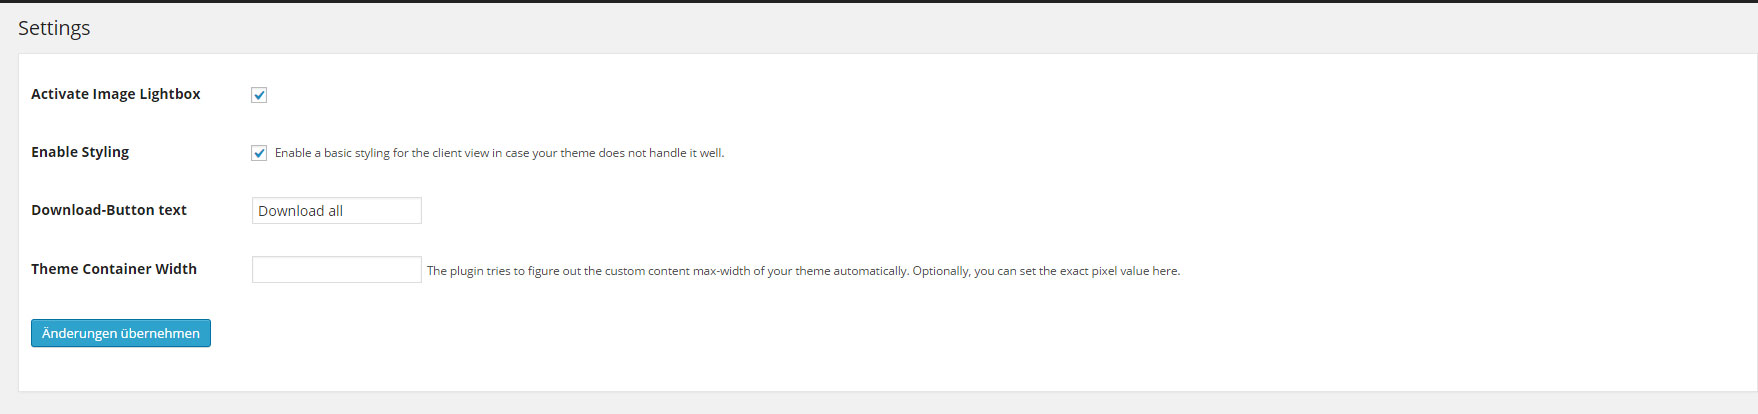 Settings
Activate Image Lightbox
Enable Styling Enable a basic styling for the client view in case your theme does not handle it well.
Download-Button text Download all
Theme Container Width The plugin tries to figure out the custom content max-width of your theme automatically. Optionally, you can set the exact pixel value here.
Änderungen übernehmen